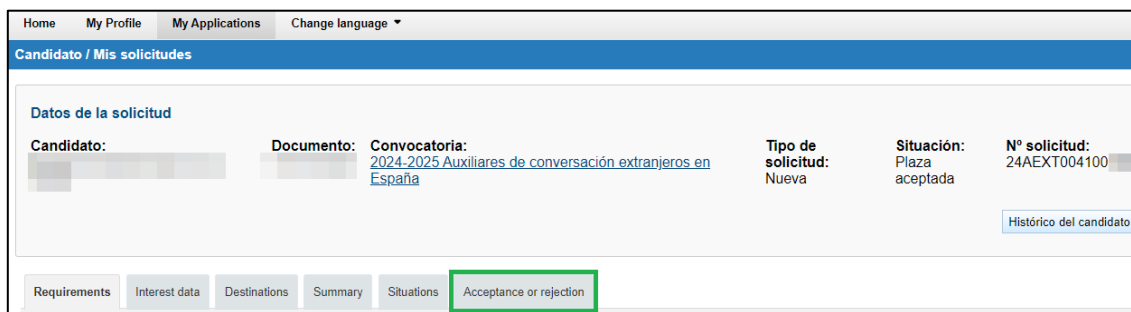 Home My Profile My Applications Change language
Candidato / Mis solicitudes
Datos de la solicitud
Candidato: Documento: Convocatoria: Tipo de solicitud: Situación: Nº solicitud:
2024-2025 Auxiliares de conversación extranjeros en España
Nueva Plaza aceptada 24AEXT004100
Histórico del candidato
Requirements Interest data Destinations Summary Situations Acceptance or rejection